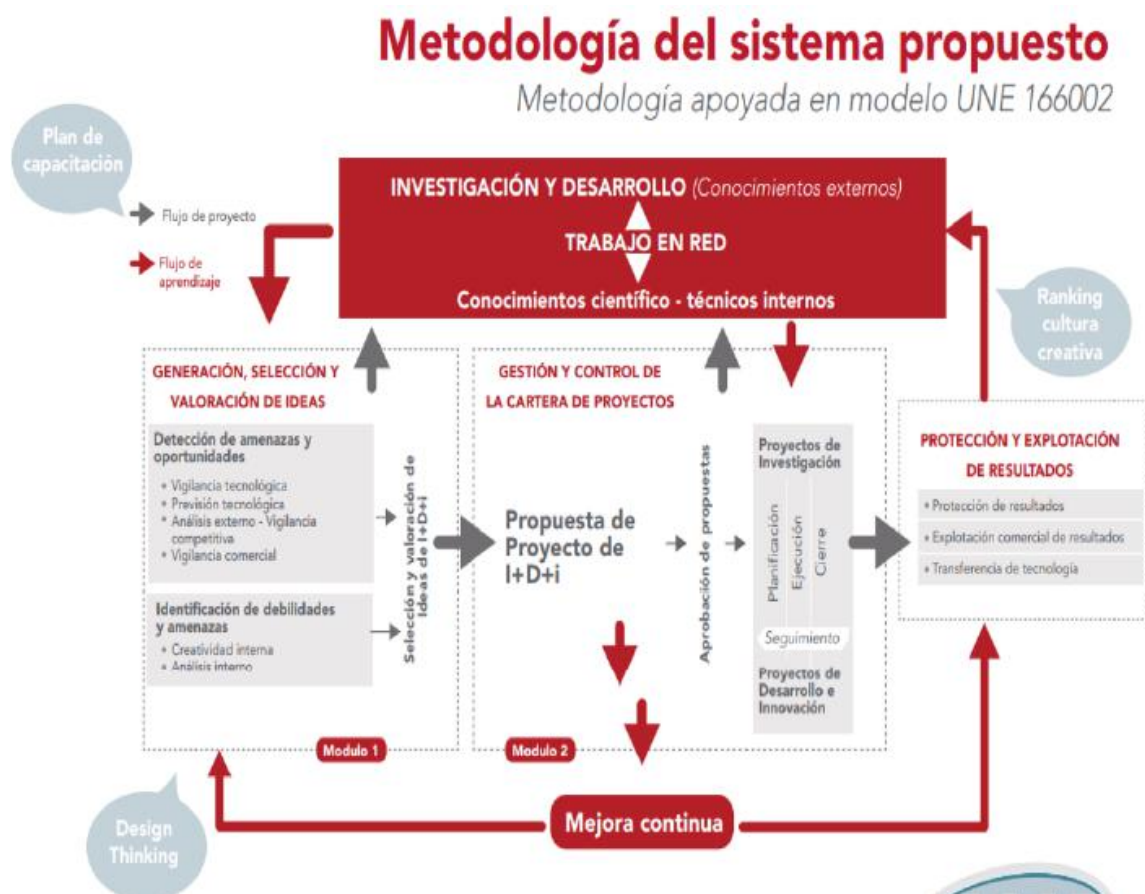 Metodología del sistema propuesto
Metodología apoyada en modelo UNE 166002
Plan de
capacitación
Flujo de proyecto
Flujo de
aprendizaje
INVESTIGACIÓN Y DESARROLLO (Conocimientos externos)
TRABAJO EN RED
Conocimientos científico - técnicos internos
Ranking
cultura
creativa
GENERACIÓN, SELECCIÓN Y
VALORACIÓN DE IDEAS
Detección de amenazas y
oportunidades
• Vigilancia tecnológica
• Previsión tecnológica
• Análisis externo - Vigilancia
competitiva
• Vigilancia comercial
Identificación de debilidades
y amenazas
• Creatividad interna
• Análisis interno
Selección y valoración de
Ideas de I+D+i
Modulo 1
GESTIÓN Y CONTROL DE
LA CARTERA DE PROYECTOS
Propuesta de
Proyecto de
I+D+i
Aprobación de propuestas
Proyectos de
Investigación
Planificación
Ejecución
Cierre
Seguimiento
Proyectos de
Desarrollo e
Innovación
Modulo 2
PROTECCIÓN Y EXPLOTACIÓN
DE RESULTADOS
• Protección de resultados
• Explotación comercial de resultados
• Transferencia de tecnología
Mejora continua
Design
Thinking